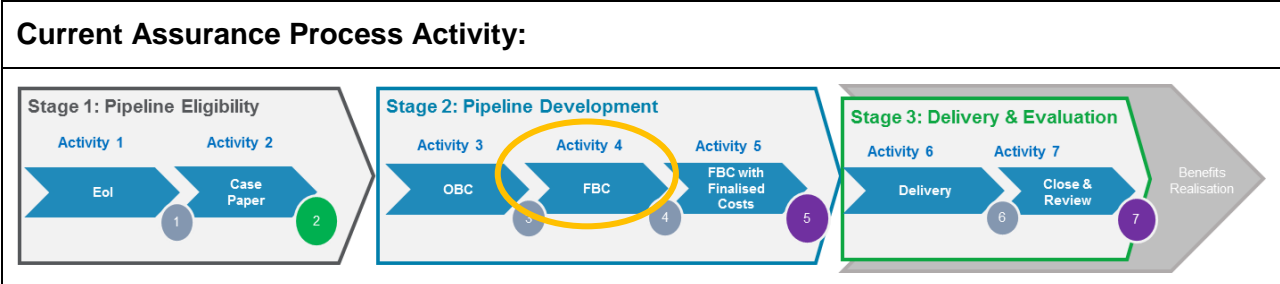 Current Assurance Process Activity:
Stage 1: Pipeline Eligibility
Activity 1
Activity 2
EoI
Case
Paper
1
2
Stage 2: Pipeline Development
Activity 3
Activity 4
Activity 5
OBC
FBC
FBC with
Finalised
Costs
3
4
5
Stage 3: Delivery & Evaluation
Activity 6
Activity 7
Delivery
Close &
Review
6
7
Benefits
Realisation